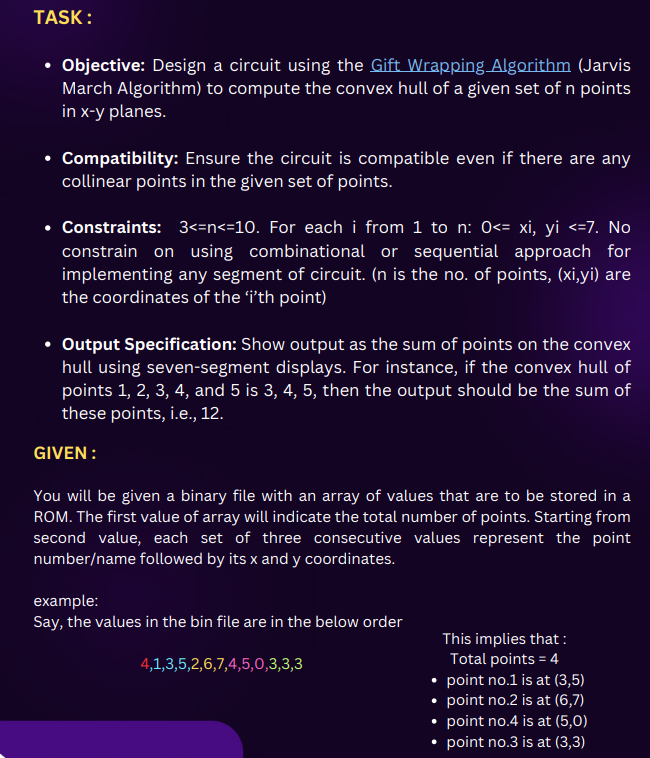 TASK :
• Objective: Design a circuit using the Gift Wrapping Algorithm (Jarvis
March Algorithm) to compute the convex hull of a given set of n points
in x-y planes.
• Compatibility: Ensure the circuit is compatible even if there are any
collinear points in the given set of points.
• Constraints: 3<=n<=10. For each i from 1 to n: 0<= xi, yi <=7. No
constrain on using combinational or sequential approach for
implementing any segment of circuit. (n is the no. of points, (xi,yi) are
the coordinates of the ‘i’th point)
• Output Specification: Show output as the sum of points on the convex
hull using seven-segment displays. For instance, if the convex hull of
points 1, 2, 3, 4, and 5 is 3, 4, 5, then the output should be the sum of
these points, i.e., 12.
GIVEN :
You will be given a binary file with an array of values that are to be stored in a
ROM. The first value of array will indicate the total number of points. Starting from
second value, each set of three consecutive values represent the point
number/name followed by its x and y coordinates.
example:
Say, the values in the bin file are in the below order
4,1,3,5,2,6,7,4,5,0,3,3,3
This implies that :
Total points = 4
• point no.1 is at (3,5)
• point no.2 is at (6,7)
• point no.4 is at (5,0)
• point no.3 is at (3,3)